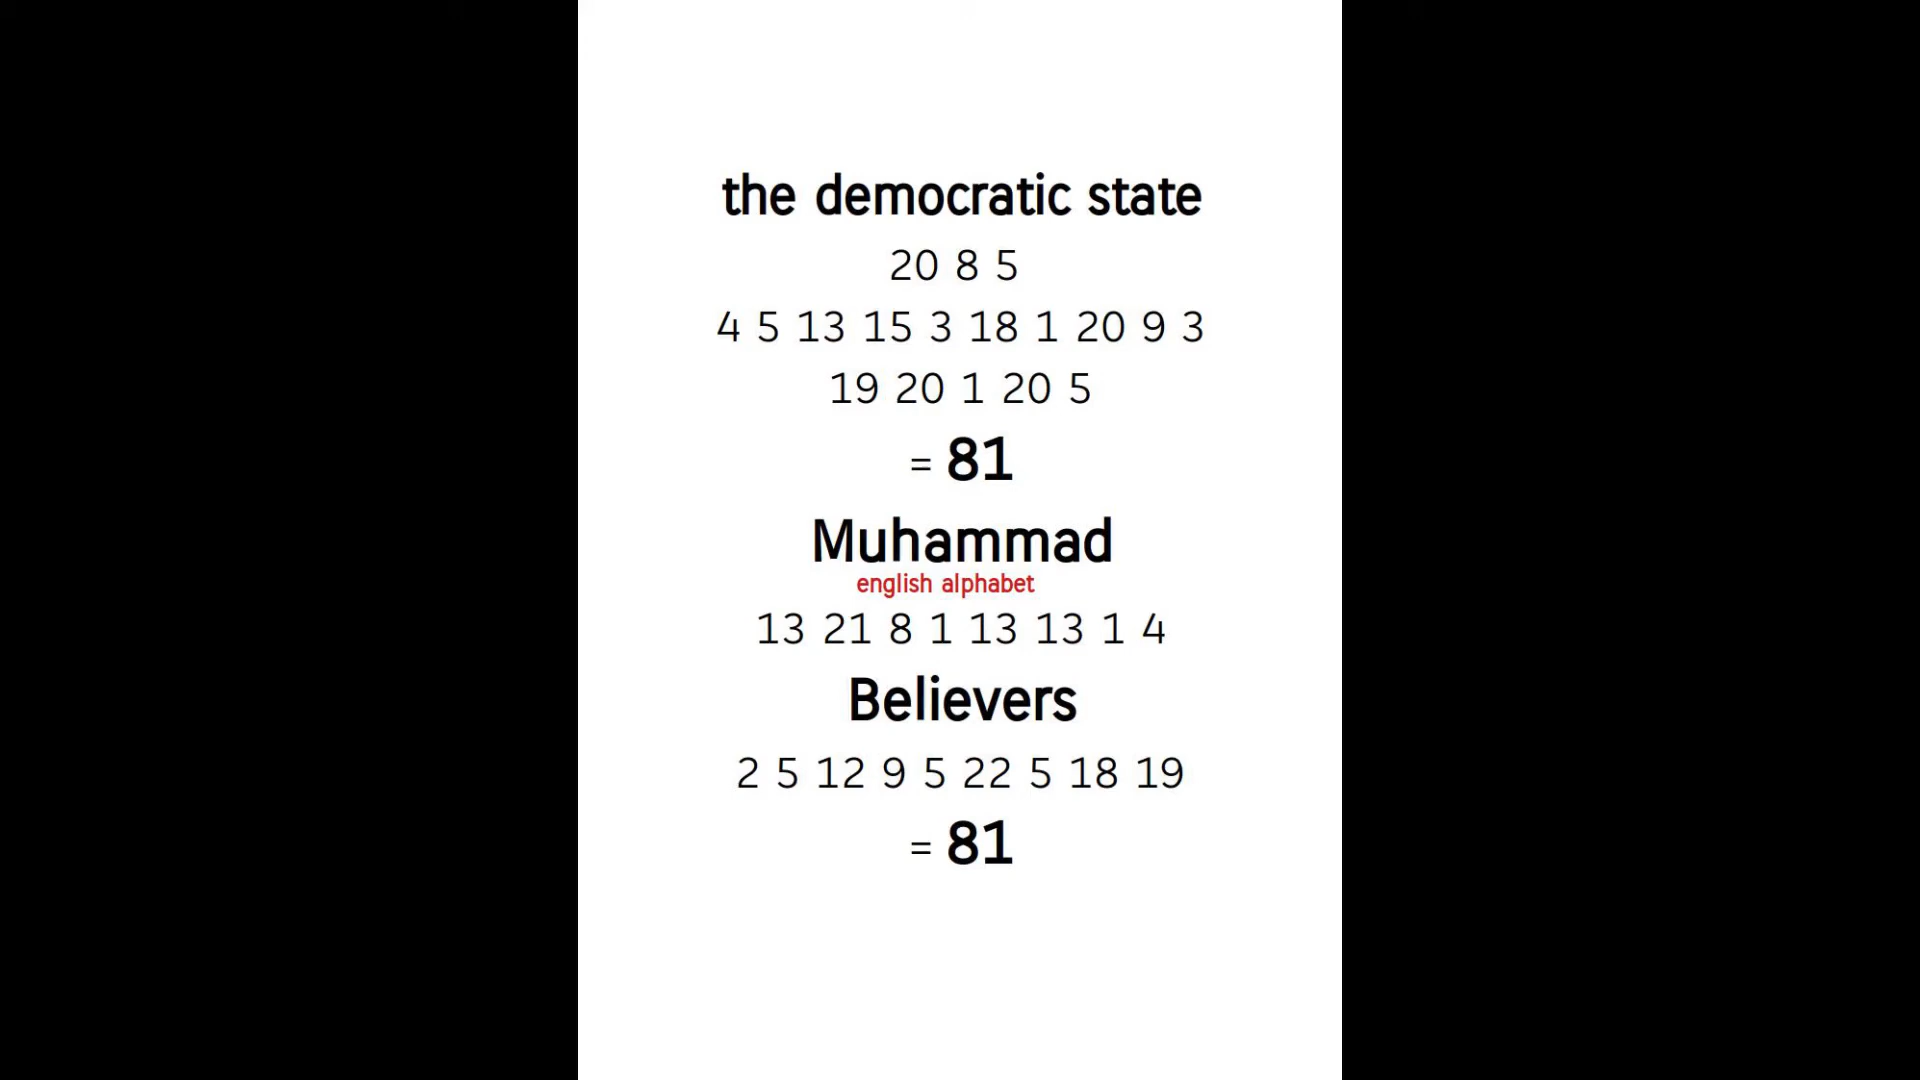 the democratic state
20 8 5
4 5 13 15 3 18 1 20 9 3
19 20 1 20 5
= 81
Muhammad
english alphabet
13 21 8 1 13 13 1 4
Believers
2 5 12 9 5 22 5 18 19
= 81